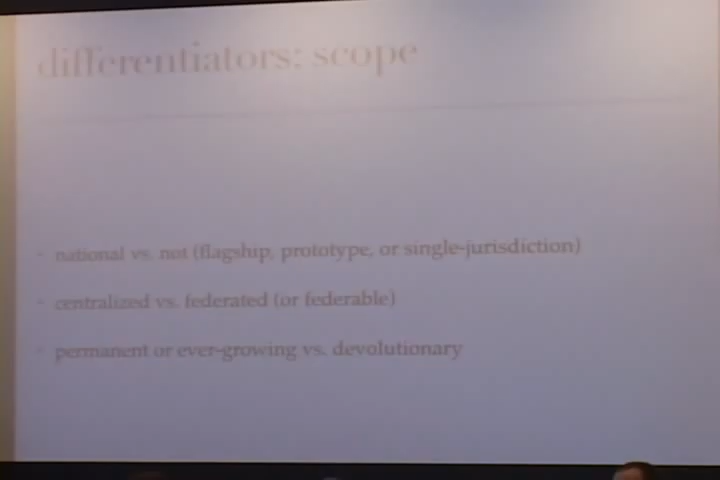 differentiators: scope
- national vs. not (flagship, prototype, or single-jurisdiction)
- centralized vs. federated (or federable)
- permanent or ever-growing vs. devolutionary